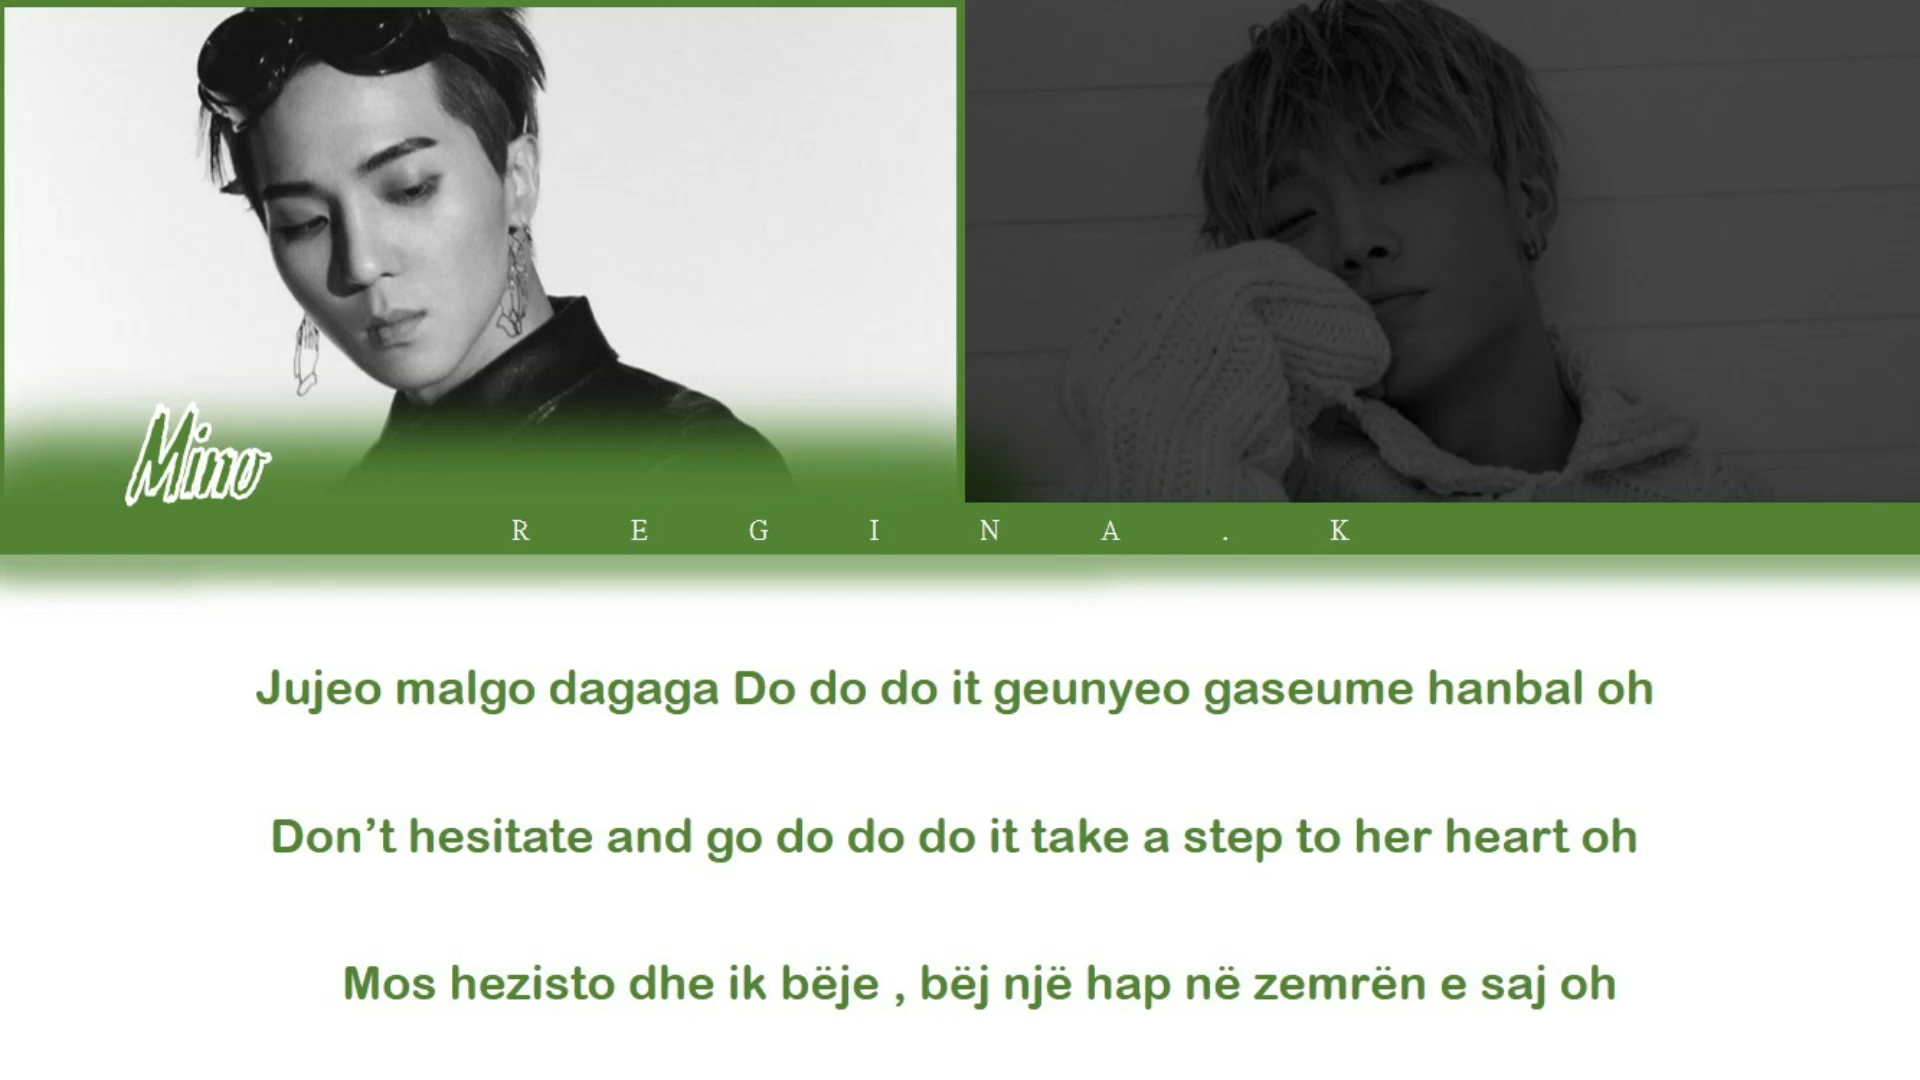 Mino
R E G I N A . K
Jujeo malgo dagaga Do do do it geunyeo gaseume hanbal oh
Don’t hesitate and go do do do it take a step to her heart oh
Mos hezisto dhe ik bëje , bëj një hap në zemrën e saj oh